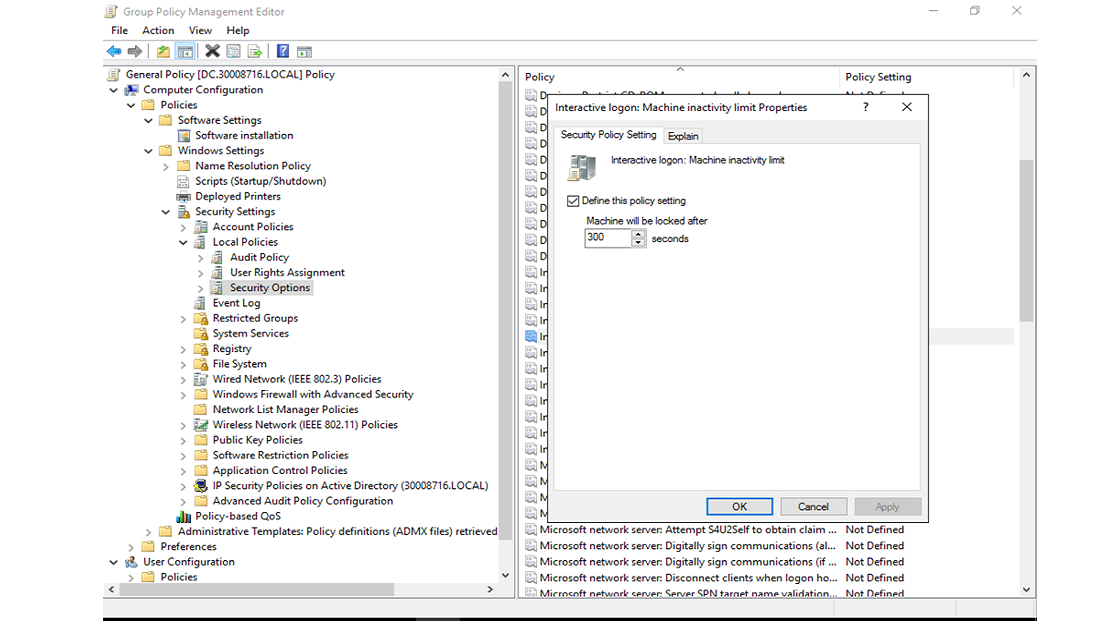 Group Policy Management Editor
File Action View Help
General Policy [DC.30008716.LOCAL] Policy
Computer Configuration
Policies
Software Settings
Software installation
Windows Settings
Name Resolution Policy
Scripts (Startup/Shutdown)
Deployed Printers
Security Settings
Account Policies
Local Policies
Audit Policy
User Rights Assignment
Security Options
Event Log
Restricted Groups
System Services
Registry
File System
Wired Network (IEEE 802.3) Policies
Windows Firewall with Advanced Security
Network List Manager Policies
Wireless Network (IEEE 802.11) Policies
Public Key Policies
Software Restriction Policies
Application Control Policies
IP Security Policies on Active Directory (30008716.LOCAL)
Advanced Audit Policy Configuration
Policy-based QoS
Administrative Templates: Policy definitions (ADMX files) retrieved
Preferences
User Configuration
Policies
Policy Policy Setting
Interactive logon: Machine inactivity limit Properties
?
Security Policy Setting Explain
Interactive logon: Machine inactivity limit
Define this policy setting
Machine will be locked after
300 seconds
OK Cancel Apply
Microsoft network server: Attempt S4U2Self to obtain claim ... Not Defined
Microsoft network server: Digitally sign communications (al... Not Defined
Microsoft network server: Digitally sign communications (if ... Not Defined
Microsoft network server: Disconnect clients when logon ho... Not Defined
Microsoft network server: Server SPN target name validation... Not Defined